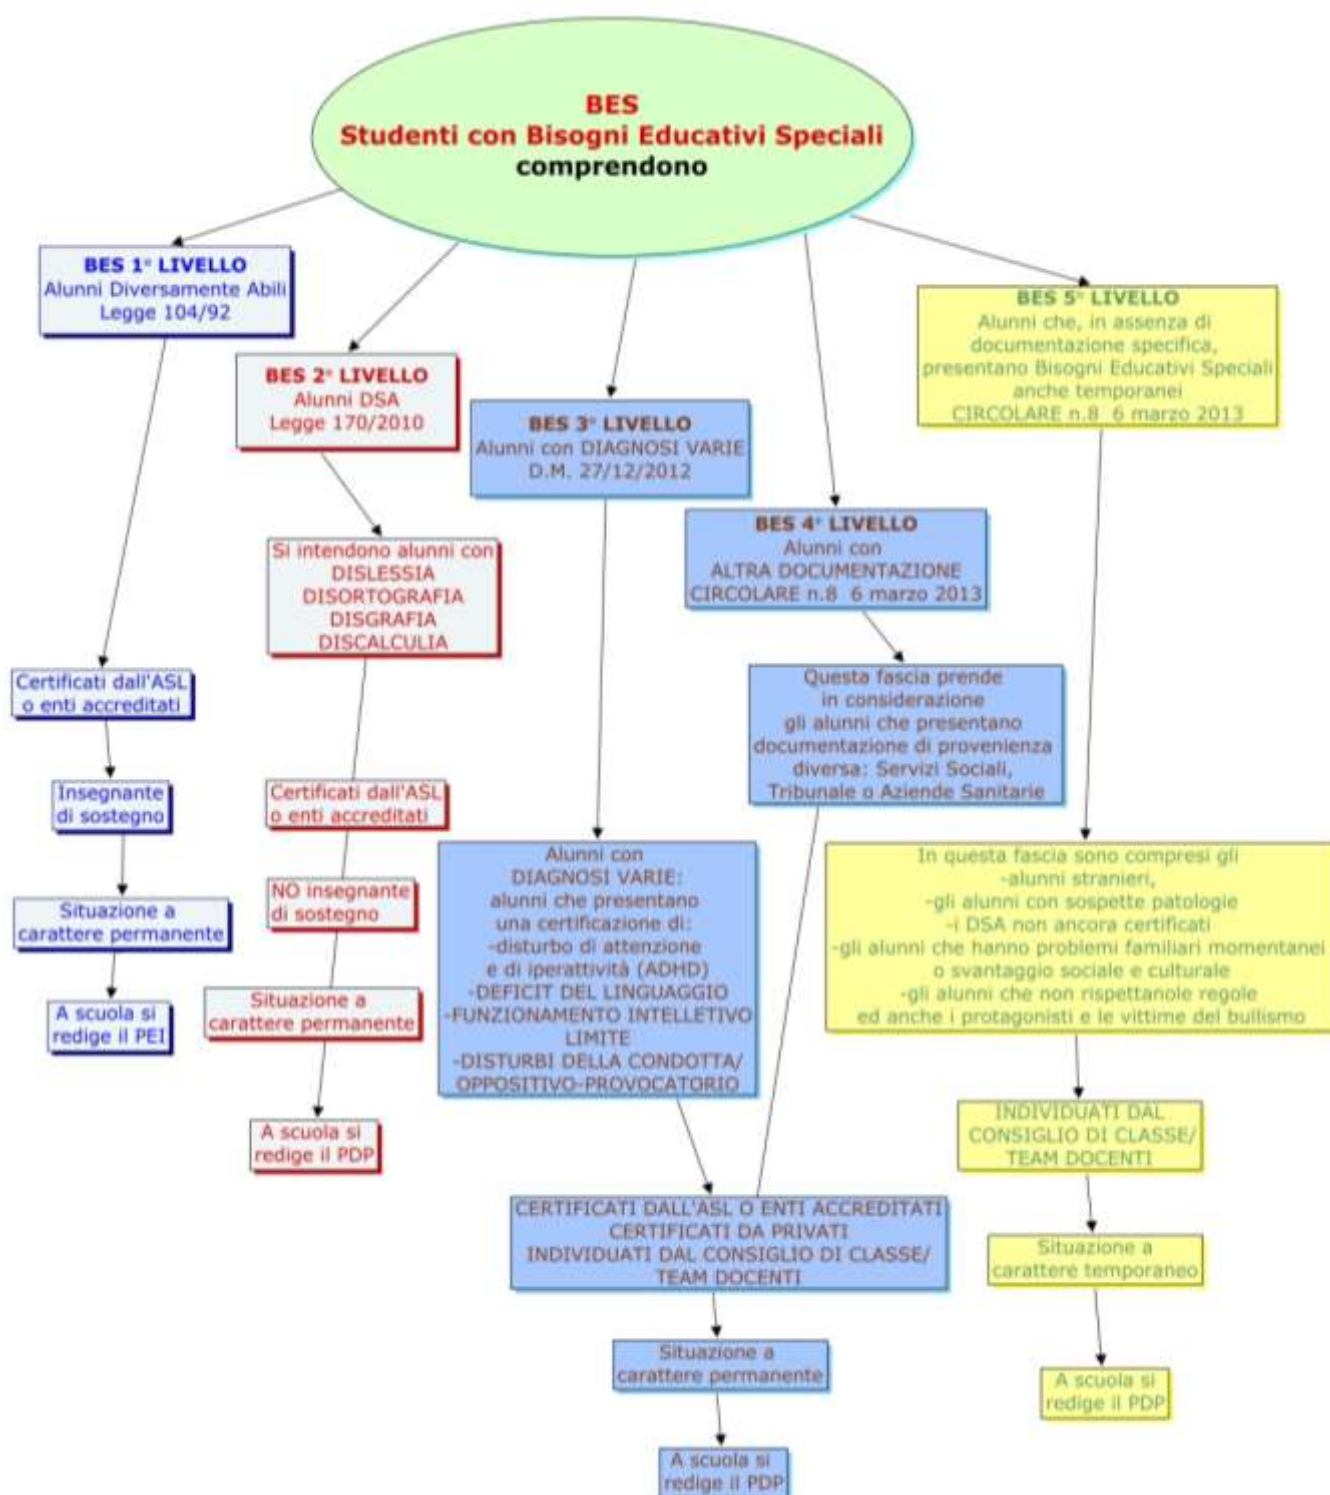 BES
Studenti con Bisogni Educativi Speciali
comprendono
BES 1° LIVELLO
Alunni Diversamente Abili
Legge 104/92
Certificati dall'ASL
o enti accreditati
Insegnante
di sostegno
Situazione a
carattere permanente
A scuola si
redige il PEI
BES 2° LIVELLO
Alunni DSA
Legge 170/2010
Si intendono alunni con
DISLESSIA
DISORTOGRAFIA
DISGRAFIA
DISCALCULIA
Certificati dall'ASL
o enti accreditati
NO insegnante
di sostegno
Situazione a
carattere permanente
A scuola si
redige il PDP
BES 3° LIVELLO
Alunni con DIAGNOSI VARIE
D.M. 27/12/2012
Alunni con
DIAGNOSI VARIE:
alunni che presentano
una certificazione di:
-disturbo di attenzione
e di iperattività (ADHD)
-DEFICIT DEL LINGUAGGIO
-FUNZIONAMENTO INTELLETIVO
LIMITE
-DISTURBI DELLA CONDOTTA/
OPPOSITIVO-PROVOCATORIO
BES 4° LIVELLO
Alunni con
ALTRA DOCUMENTAZIONE
CIRCOLARE n.8 6 marzo 2013
Questa fascia prende
in considerazione
gli alunni che presentano
documentazione di provenienza
diversa: Servizi Sociali,
Tribunale o Aziende Sanitarie
CERTIFICATI DALL'ASL O ENTI ACCREDITATI
CERTIFICATI DA PRIVATI
INDIVIDUATI DAL CONSIGLIO DI CLASSE/
TEAM DOCENTI
Situazione a
carattere permanente
A scuola si
redige il PDP
BES 5° LIVELLO
Alunni che, in assenza di
documentazione specifica,
presentano Bisogni Educativi Speciali
anche temporanei
CIRCOLARE n.8 6 marzo 2013
In questa fascia sono compresi gli
-alunni stranieri,
-gli alunni con sospette patologie
-i DSA non ancora certificati
-gli alunni che hanno problemi familiari momentanei
o svantaggio sociale e culturale
-gli alunni che non rispettanole regole
ed anche i protagonisti e le vittime del bullismo
INDIVIDUATI DAL
CONSIGLIO DI CLASSE/
TEAM DOCENTI
Situazione a
carattere temporaneo
A scuola si
redige il PDP